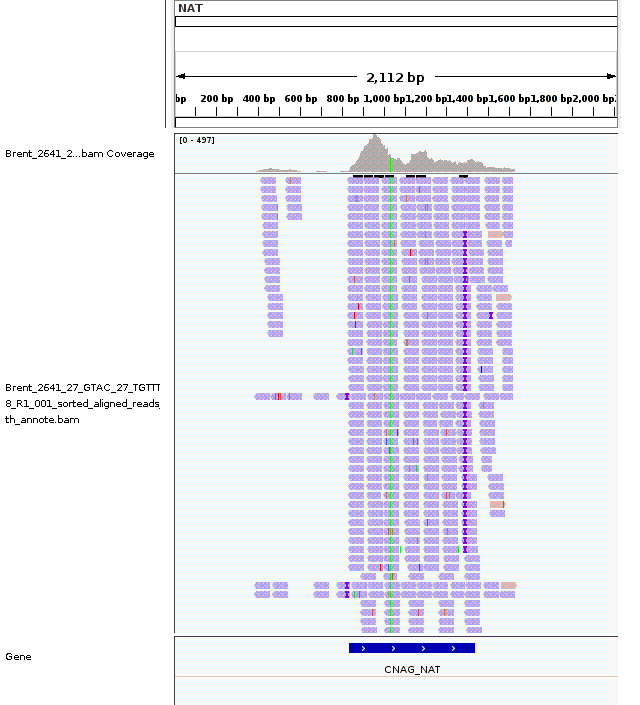 NAT
2,112 bp
bp 200 bp 400 bp 600 bp 800 bp 1,000 bp 1,200 bp 1,400 bp 1,600 bp 1,800 bp 2,000 bp
[0 - 497]
Brent_2641_2...bam Coverage
Brent_2641_27_GTAC_27_TGTTT
8_R1_001_sorted_aligned_reads_
th_annote.bam
Gene
CNAG_NAT